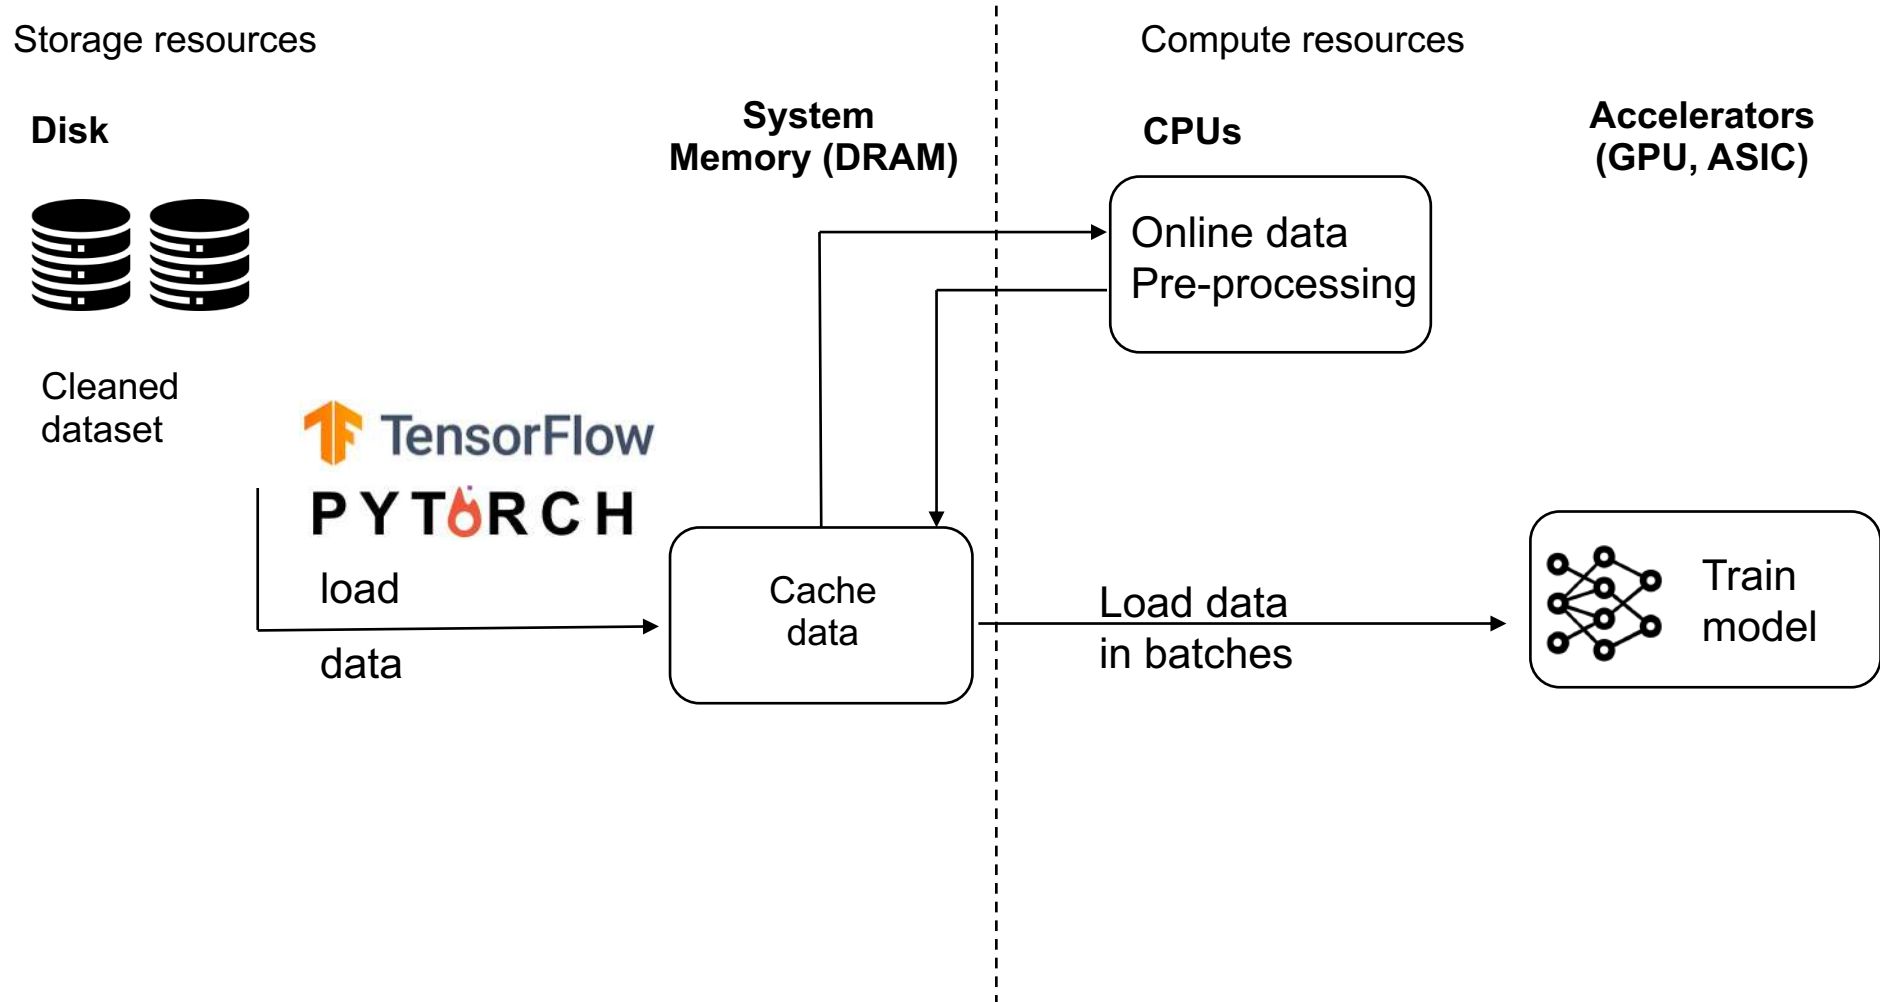 Storage resources
Compute resources
Disk
System
Memory (DRAM)
CPUs
Accelerators
(GPU, ASIC)
Online data
Pre-processing
Cleaned
dataset
TensorFlow
PYTORCH
load
data
Cache
data
Load data
in batches
Train
model